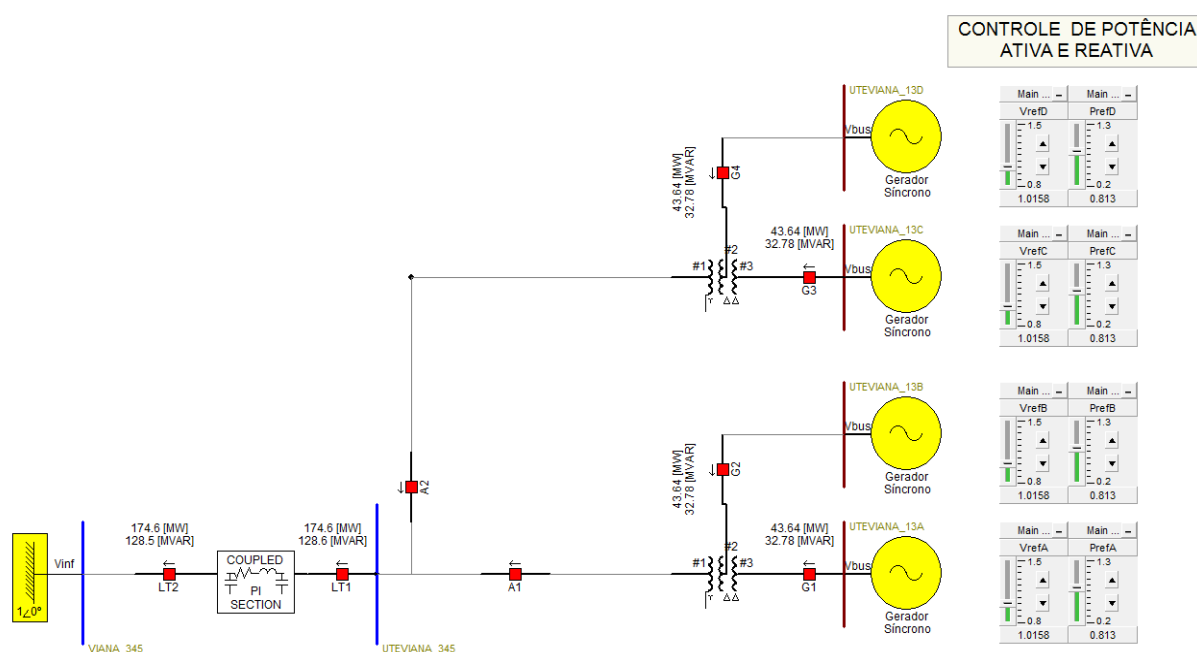 CONTROLE DE POTÊNCIA
ATIVA E REATIVA
UTEVIANA_13D
Vbus
Gerador
Síncrono
43.64 [MW]
32.78 [MVAR]
G4
Main ...
Main ...
VrefD
PrefD
1.5
1.3
0.8
0.2
1.0158
0.813
UTEVIANA_13C
43.64 [MW]
32.78 [MVAR]
Vbus
G3
Gerador
Síncrono
#1
#2
#3
Main ...
Main ...
VrefC
PrefC
1.5
1.3
0.8
0.2
1.0158
0.813
UTEVIANA_13B
Vbus
Gerador
Síncrono
43.64 [MW]
32.78 [MVAR]
G2
Main ...
Main ...
VrefB
PrefB
1.5
1.3
0.8
0.2
1.0158
0.813
A2
UTEVIANA_13A
43.64 [MW]
32.78 [MVAR]
Vbus
G1
Gerador
Síncrono
#1
#2
#3
Main ...
Main ...
VrefA
PrefA
1.5
1.3
0.8
0.2
1.0158
0.813
174.6 [MW]
128.5 [MVAR]
174.6 [MW]
128.6 [MVAR]
Vinf
COUPLED
PI
SECTION
LT2
LT1
A1
1∠0°
VIANA_345
UTEVIANA_345